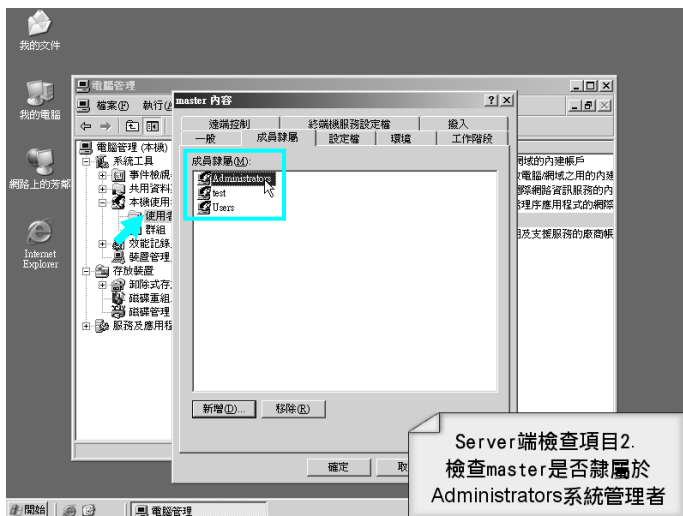 我的文件
我的電腦
網路上的芳鄰
Internet
Explorer
電腦管理
檔案(F) 執行(A
電腦管理 (本機)
系統工具
事件檢視
共用資料
本機使用
使用者
群組
效能記錄
裝置管理
存放裝置
卸除式存
磁碟重組
磁碟管理
服務及應用程
master 內容
遠端控制 終端機服務設定檔 撥入
一般 成員隸屬 設定檔 環境 工作階段
成員隸屬(M):
Administrators
test
Users
新增(D)... 移除(R)
確定 取
域的內建帳戶
電腦/網域之用的內建
際網路資訊服務的內
理序應用程式的網際
及支援服務的廠商帳
Server端檢查項目2.
檢查master是否隸屬於
Administrators系統管理者
開始 電腦管理